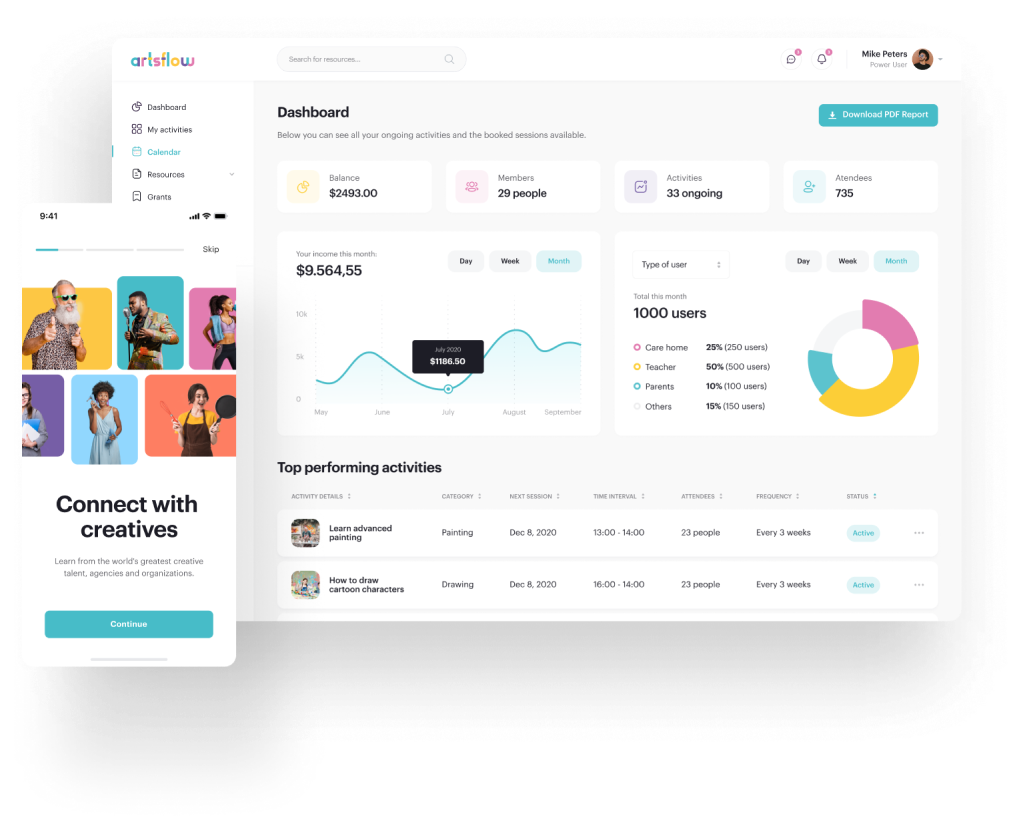 artsflow
Search for resources...
2
3
Mike Peters
Power User
Dashboard
My activities
Calendar
Resources
Grants
Dashboard
Below you can see all your ongoing activities and the booked sessions available.
Download PDF Report
Balance
$2493.00
Members
29 people
Activities
33 ongoing
Atendees
735
Your income this month:
$9.564,55
Day
Week
Month
10k
5k
0
July 2020
$1186.50
May
June
July
August
September
Type of user
Day
Week
Month
Total this month
1000 users
Care home 25% (250 users)
Teacher 50% (500 users)
Parents 10% (100 users)
Others 15% (150 users)
Top performing activities
ACTIVITY DETAILS CATEGORY NEXT SESSION TIME INTERVAL ATTENDEES FREQUENCY STATUS
Learn advanced
painting
Painting Dec 8, 2020 13:00 - 14:00 23 people Every 3 weeks Active
How to draw
cartoon characters
Drawing Dec 8, 2020 16:00 - 14:00 23 people Every 3 weeks Active
9:41
Skip
Connect with
creatives
Learn from the world's greatest creative
talent, agencies and organizations.
Continue